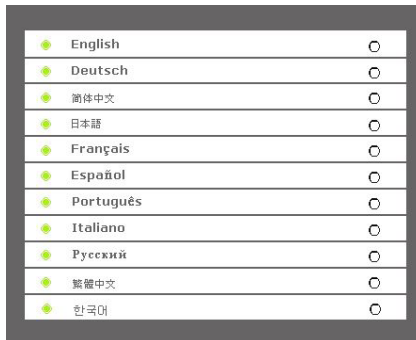 English
Deutsch
简体中文
日本語
Français
Español
Português
Italiano
Русский
繁體中文
한국어